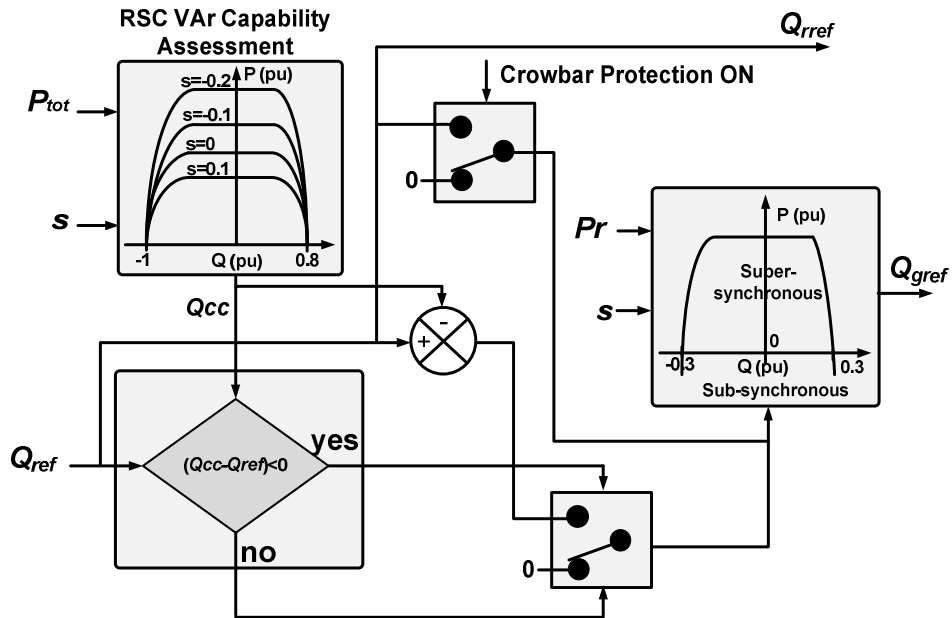 RSC VAr Capability
Assessment
Qrref
P (pu)
s=-0.2
s=-0.1
s=0
s=0.1
-1
Q (pu)
0.8
Ptot
s
Crowbar Protection ON
0
Pr
s
P (pu)
Super-
synchronous
0
-0.3
Q (pu)
0.3
Sub-synchronous
Qgref
Qcc
-
+
Qref
(Qcc-Qref)<0
yes
no
0